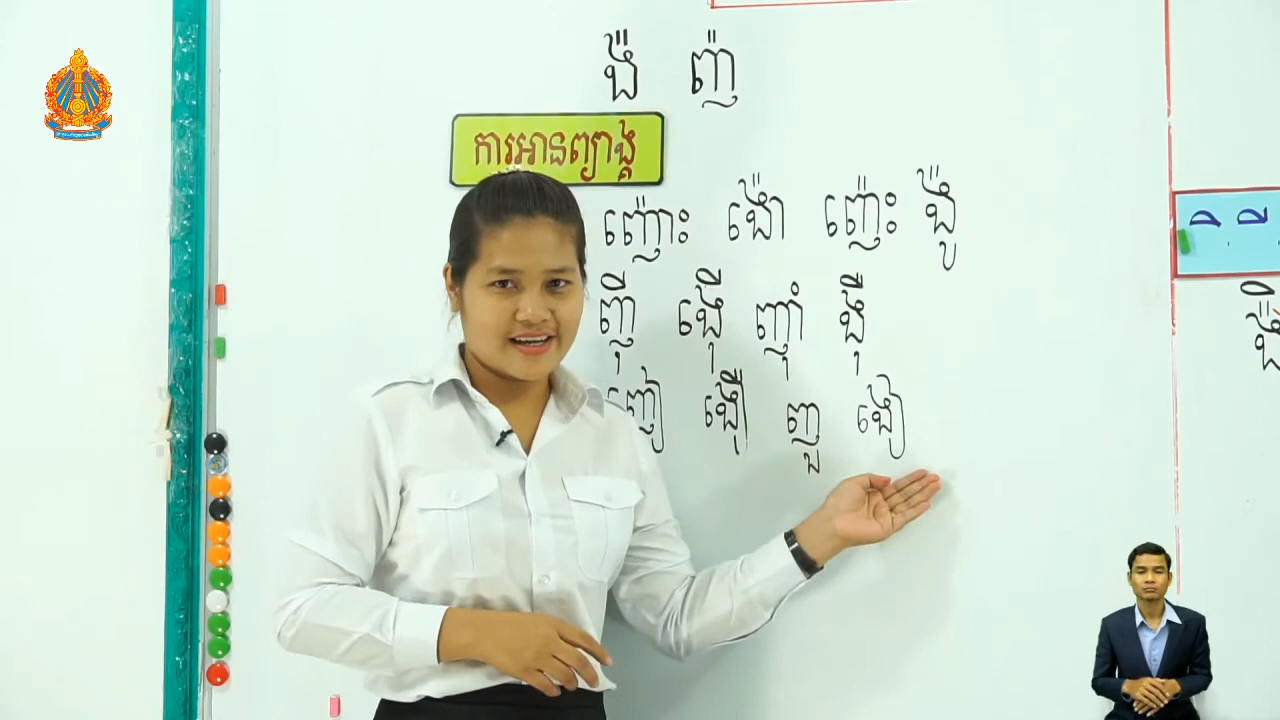 ង៉ ញ៉
ការអានព្យាង្គ
ញ៉ោះ ង៉ោ ញ៉េះ ង៉ូ
ញ៉ី ង៉ើ ញ៉ាំ ង៉ឺ
ញៀ ង៉ឿ ញួ ងៀ